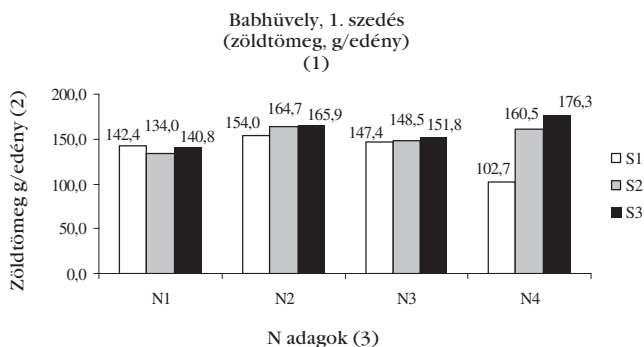 Babhüvely, 1. szedés
(zöldtömeg, g/edény)
(1)
Zöldtömeg g/edény (2)
200,0
150,0
100,0
50,0
0,0
142,4 134,0 140,8
154,0 164,7 165,9
147,4 148,5 151,8
102,7 160,5 176,3
S1
S2
S3
N1 N2 N3 N4
N adagok (3)